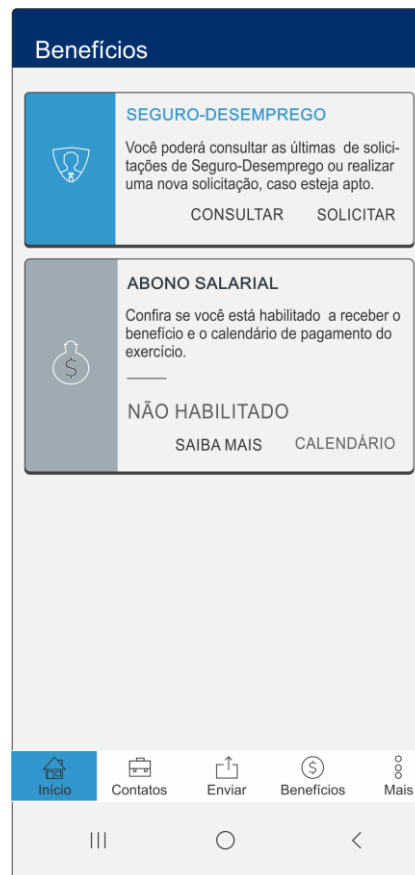 Benefícios
SEGURO-DESEMPREGO
Você poderá consultar as últimas de solici-
tações de Seguro-Desemprego ou realizar
uma nova solicitação, caso esteja apto.
CONSULTAR SOLICITAR
ABONO SALARIAL
Confira se você está habilitado a receber o
benefício e o calendário de pagamento do
exercício.
NÃO HABILITADO
SAIBA MAIS CALENDÁRIO
Início Contatos Enviar Benefícios Mais